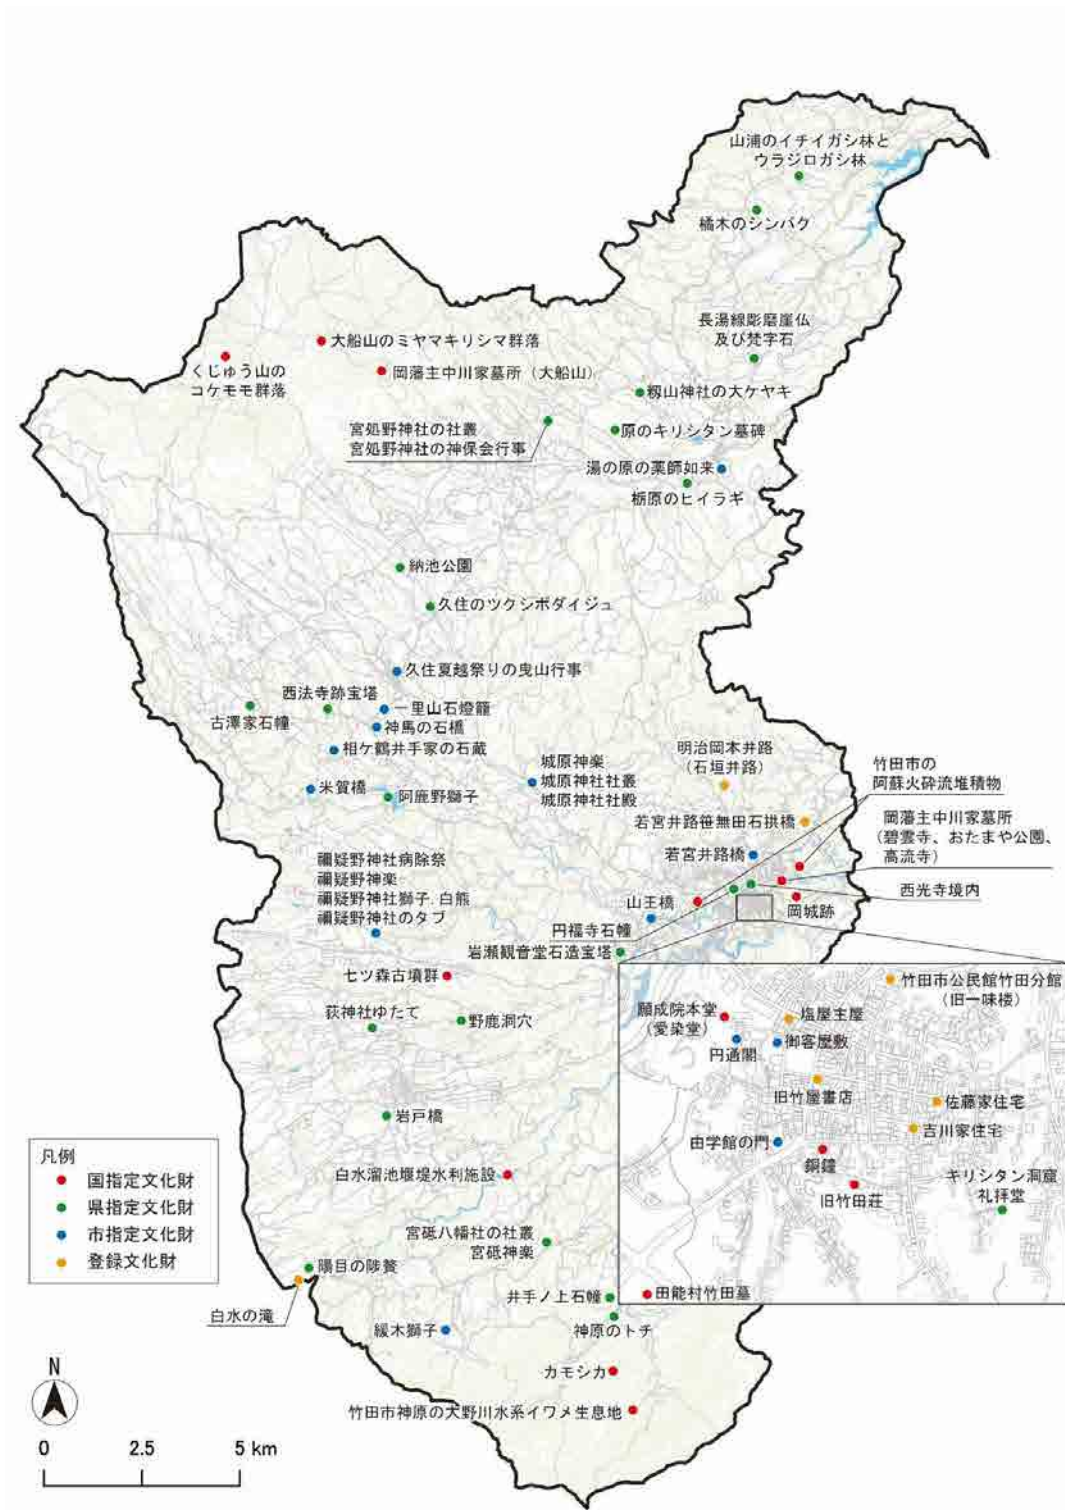 山浦のイチイガシ林と
ウラジロガシ林
橘木のシンパク
長湯線彫磨崖仏
及び梵字石
大船山のミヤマキリシマ群落
くじゅう山の
コケモモ群落
岡藩主中川家墓所（大船山）
籾山神社の大ケヤキ
宮処野神社の社叢
宮処野神社の神保会行事
原のキリシタン墓碑
湯の原の薬師如来
栃原のヒイラギ
納池公園
久住のツクシボダイジュ
久住夏越祭りの曳山行事
西法寺跡宝塔
一里山石燈籠
古澤家石幢
神馬の石橋
相ケ鶴井手家の石蔵
米賀橋
阿鹿野獅子
城原神楽
城原神社社叢
城原神社社殿
明治岡本井路
（石垣井路）
竹田市の
阿蘇火砕流堆積物
若宮井路笹無田石拱橋
岡藩主中川家墓所
（碧雲寺、おたまや公園、
高流寺）
若宮井路橋
西光寺境内
禰疑野神社病除祭
禰疑野神楽
禰疑野神社獅子.白熊
禰疑野神社のタブ
山王橋
岡城跡
円福寺石幢
岩瀬観音堂石造宝塔
七ツ森古墳群
荻神社ゆたて
野鹿洞穴
岩戸橋
竹田市公民館竹田分館
（旧一味楼）
願成院本堂
（愛染堂）
塩屋主屋
円通閣
御客屋敷
旧竹屋書店
佐藤家住宅
吉川家住宅
由学館の門
銅鐘
キリシタン洞窟
礼拝堂
旧竹田荘
田能村竹田墓
白水溜池堰堤水利施設
宮砥八幡社の社叢
宮砥神楽
陽目の陟釐
白水の滝
井手ノ上石幢
神原のトチ
緩木獅子
カモシカ
竹田市神原の大野川水系イワメ生息地
凡例
国指定文化財
県指定文化財
市指定文化財
登録文化財
N
0 2.5 5 km